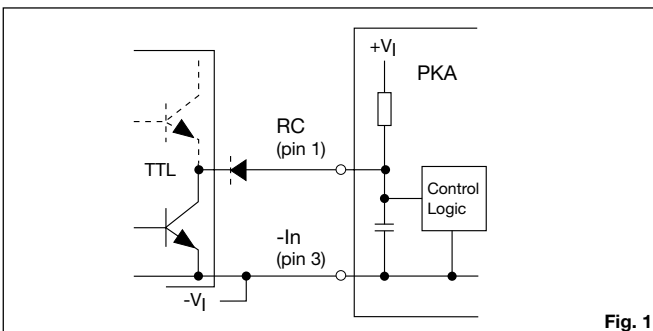 +VI
PKA
RC
(pin 1)
TTL
Control
Logic
-In
(pin 3)
-VI
Fig. 1